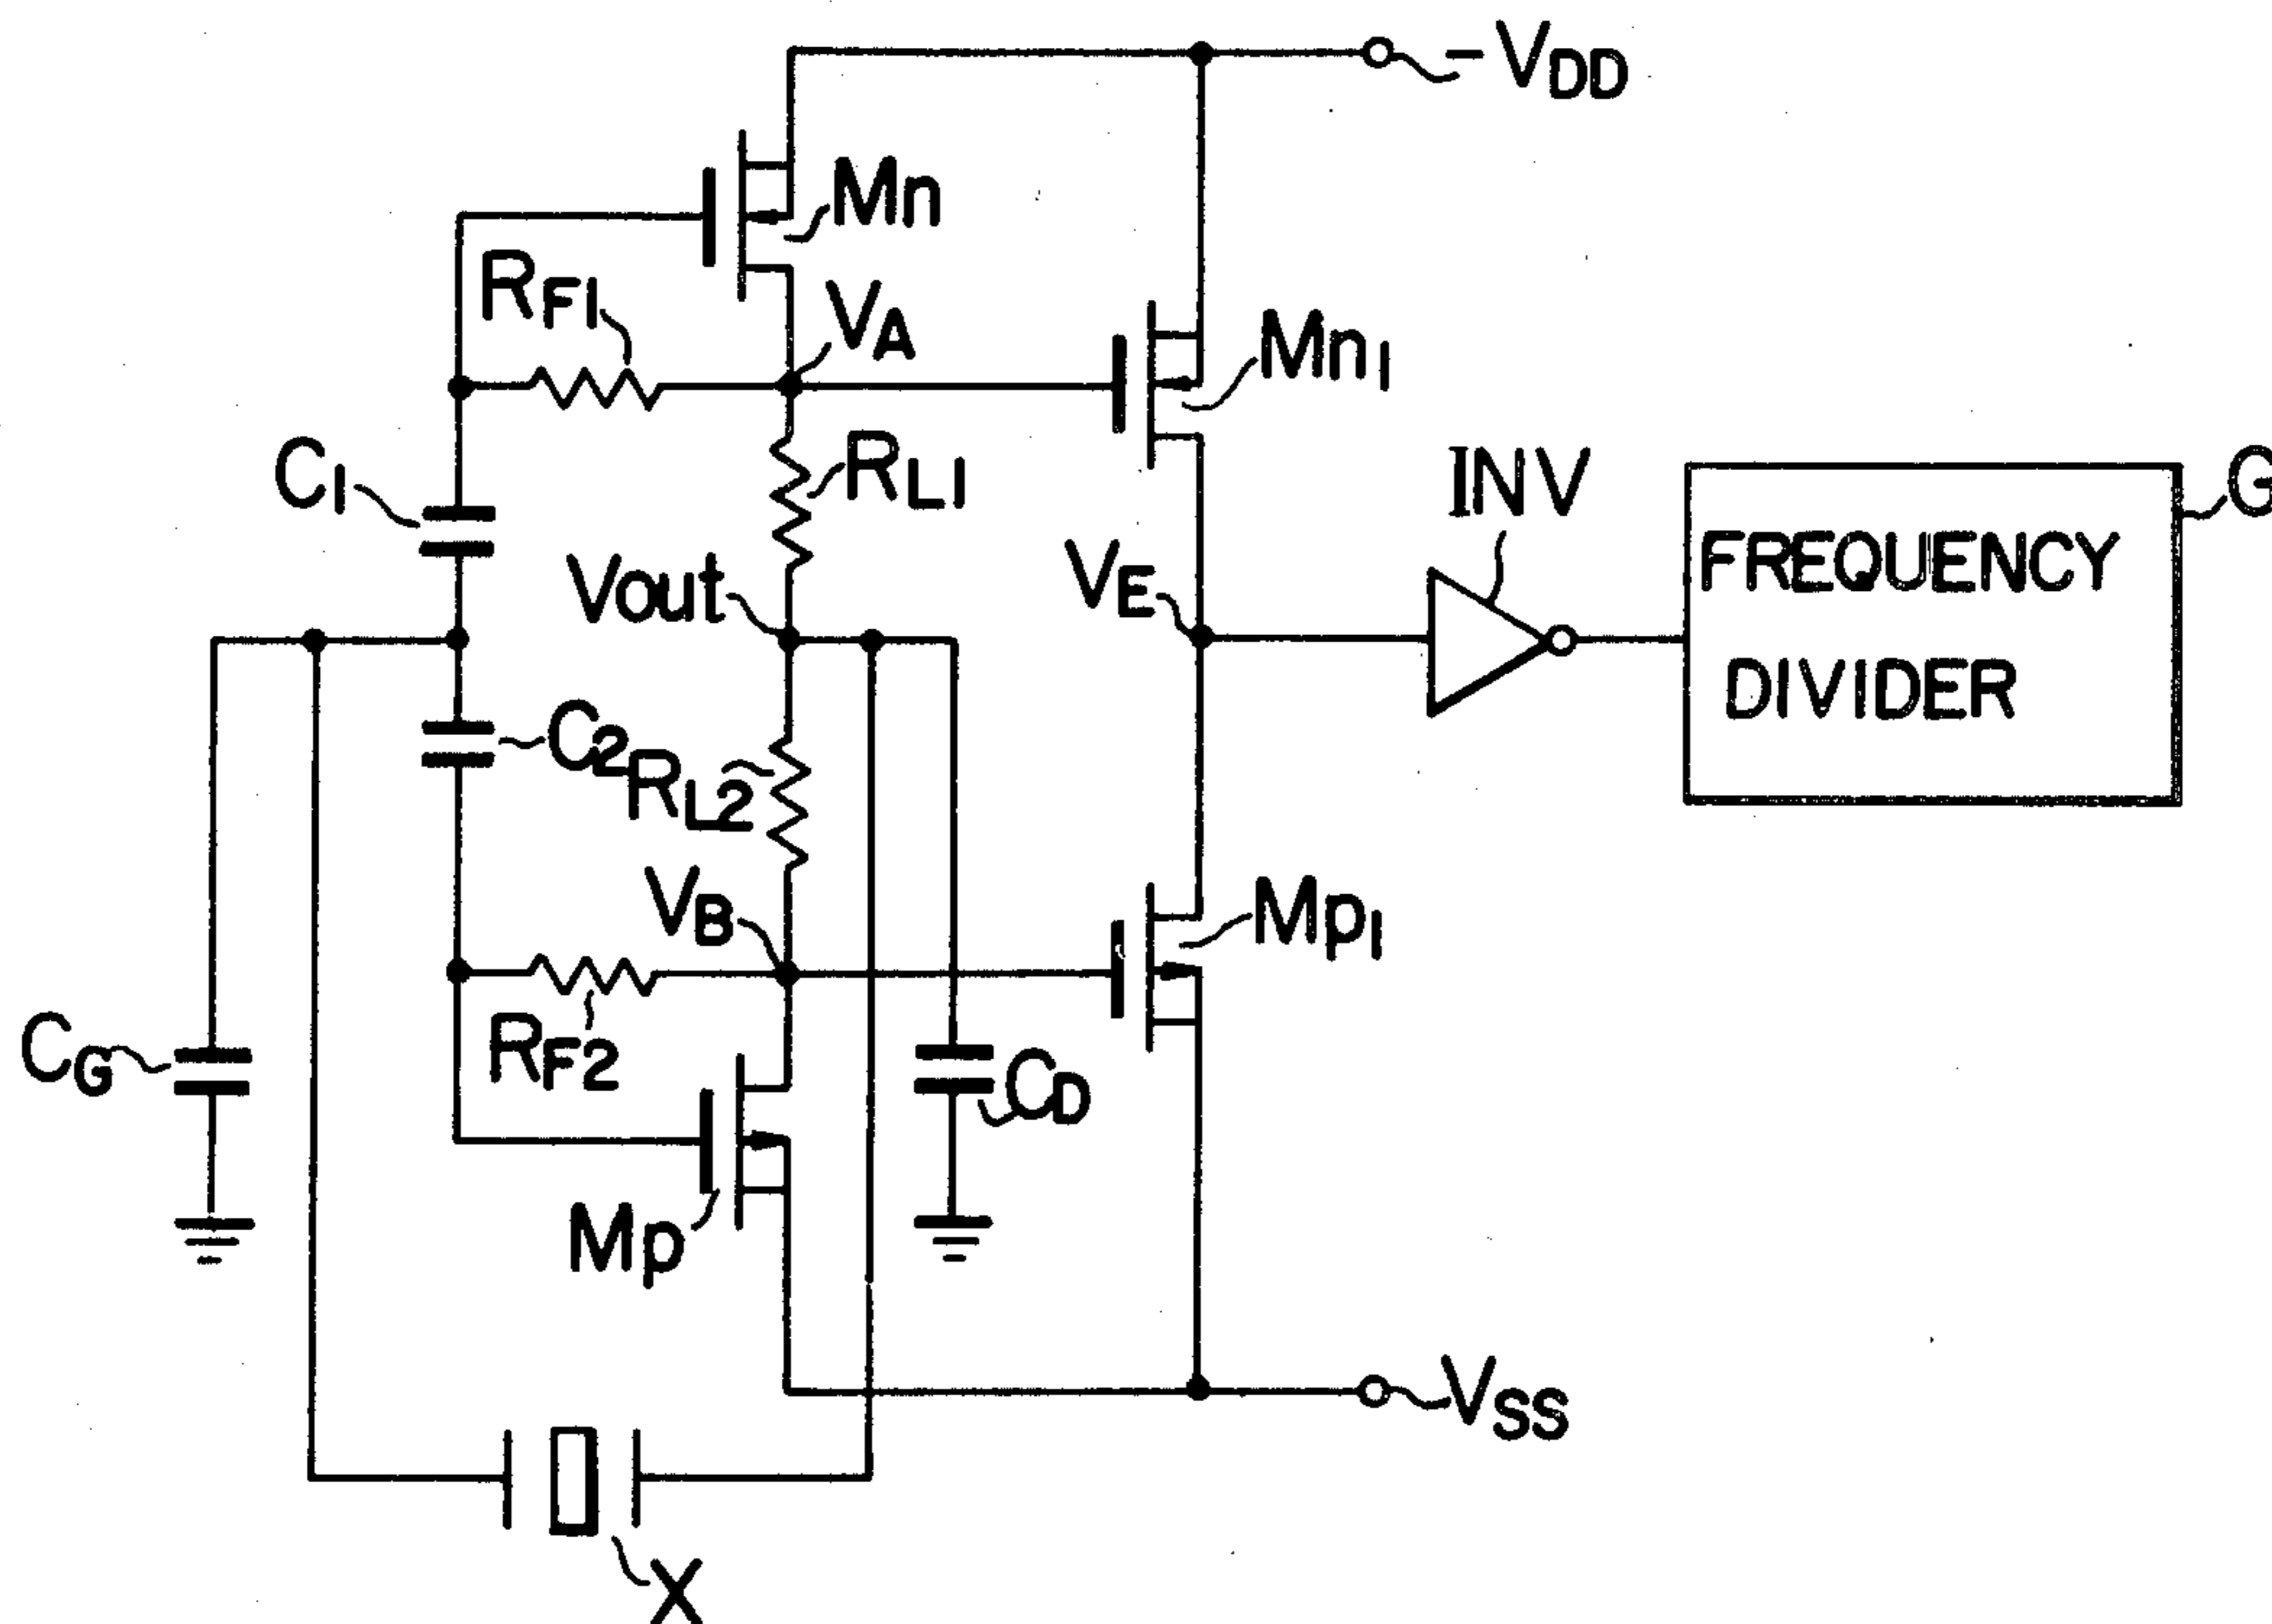 -VDD
Mn
RF1
VA
Mn1
C1
RL1
INV
G
FREQUENCY
DIVIDER
Vout
VE
C2
RL2
VB
Mp1
CG
RF2
CD
Mp
VSS
X